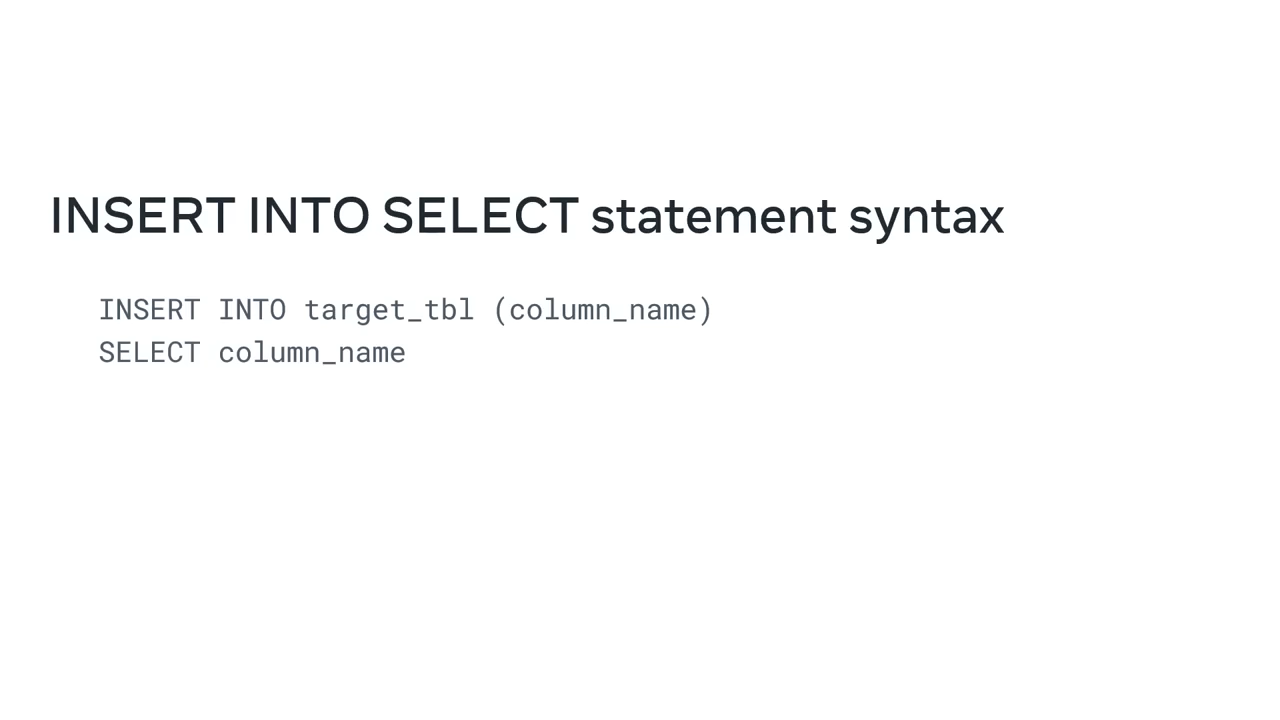 INSERT INTO SELECT statement syntax
INSERT INTO target_tbl (column_name)
SELECT column_name